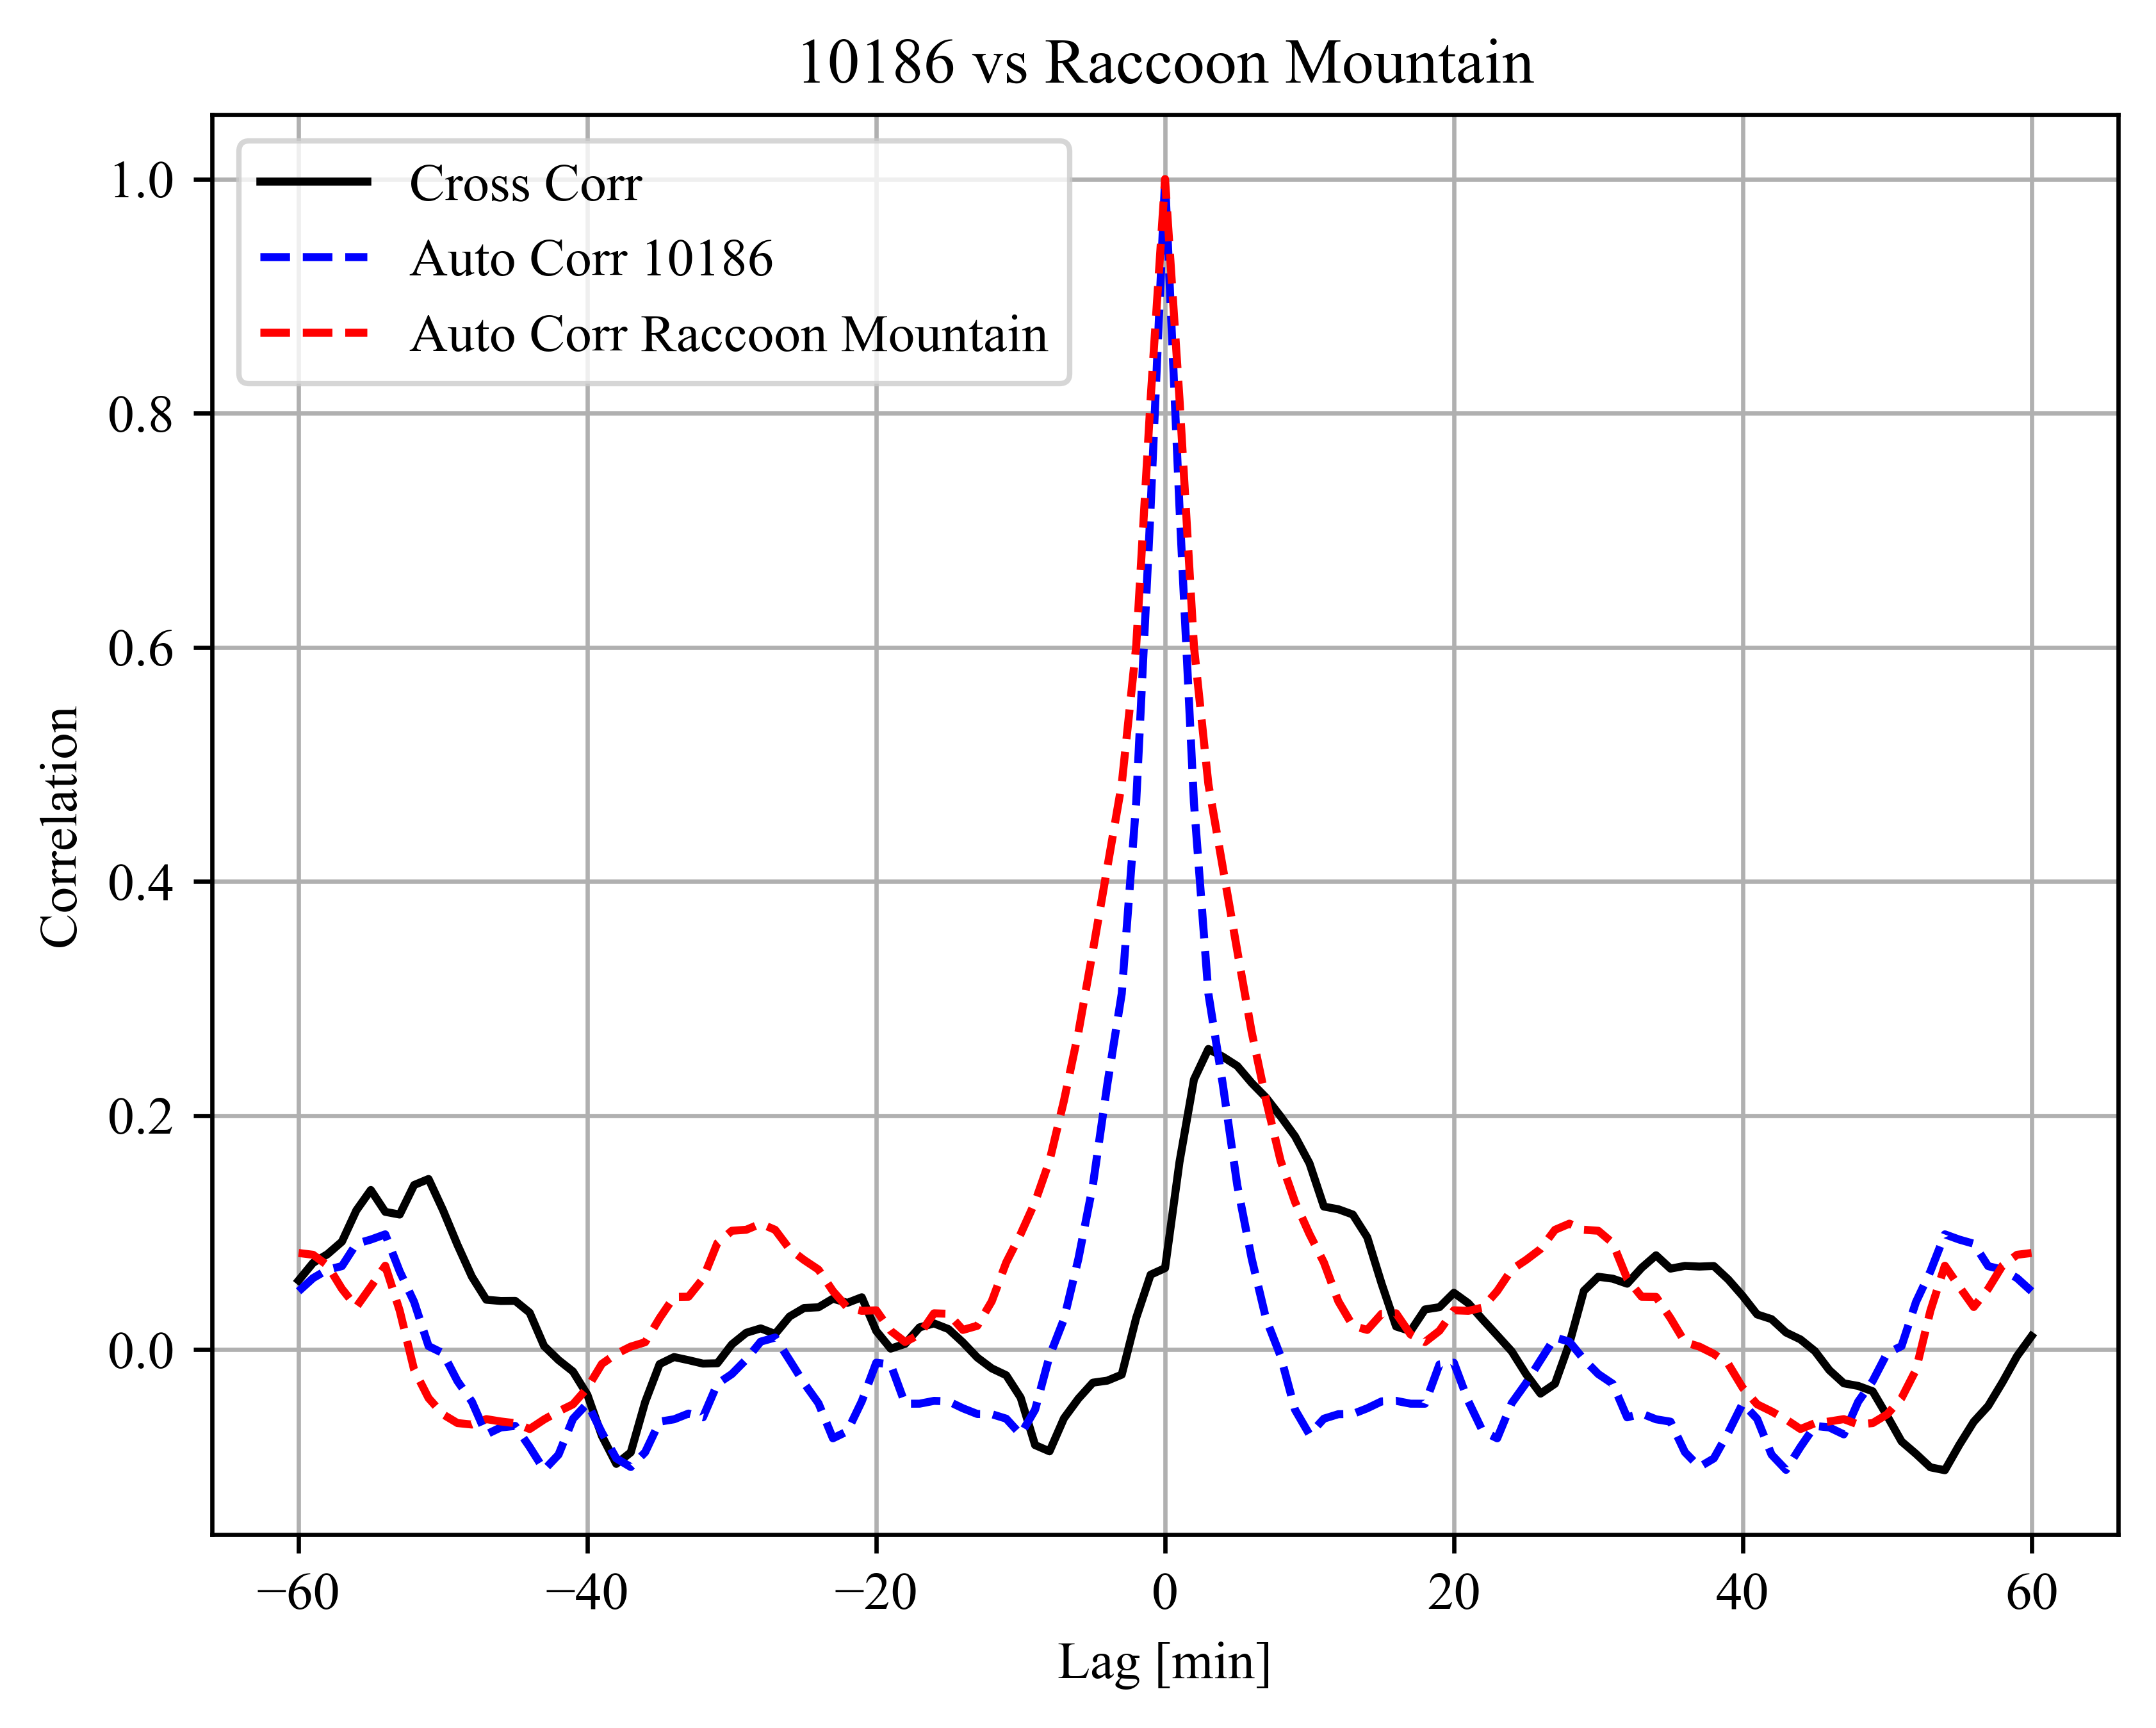 10186 vs Raccoon Mountain
Cross Corr
Auto Corr 10186
Auto Corr Raccoon Mountain
Correlation
1.0
0.8
0.6
0.4
0.2
0.0
−60 −40 −20 0 20 40 60
Lag [min]